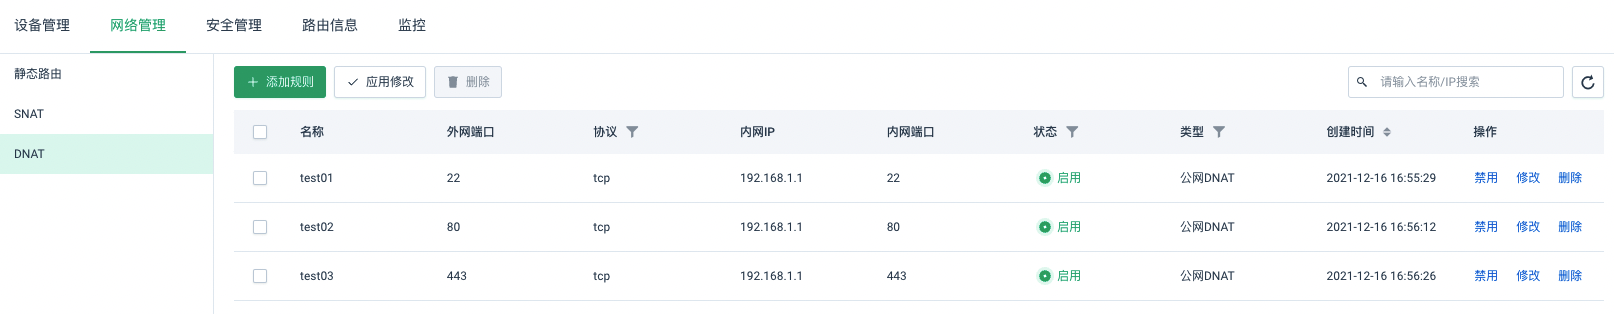 设备管理 网络管理 安全管理 路由信息 监控
静态路由
SNAT
DNAT
添加规则 应用修改 删除 请输入名称/IP搜索
名称 外网端口 协议 内网IP 内网端口 状态 类型 创建时间 操作
test01 22 tcp 192.168.1.1 22 启用 公网DNAT 2021-12-16 16:55:29 禁用 修改 删除
test02 80 tcp 192.168.1.1 80 启用 公网DNAT 2021-12-16 16:56:12 禁用 修改 删除
test03 443 tcp 192.168.1.1 443 启用 公网DNAT 2021-12-16 16:56:26 禁用 修改 删除